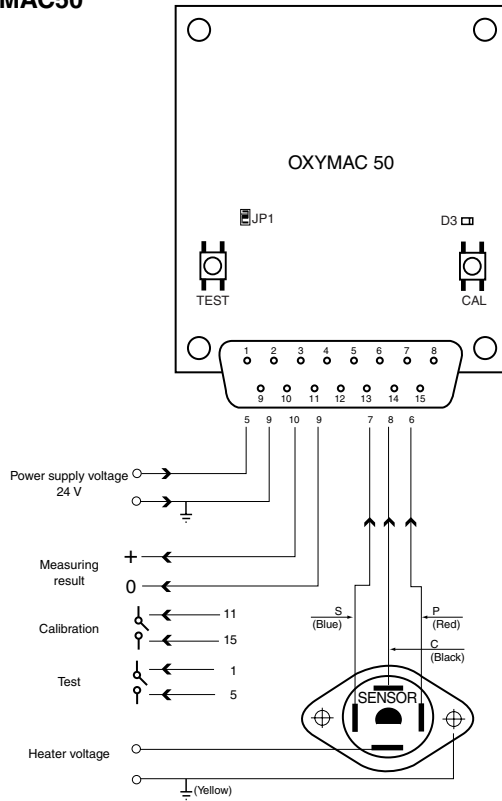 MAC50
OXYMAC 50
JP1
D3
TEST
CAL
1 2 3 4 5 6 7 8
9 10 11 12 13 14 15
5 9 10 9 7 8 6
Power supply voltage
24 V
Measuring
result
+
0
Calibration
11
15
Test
1
5
S
(Blue)
P
(Red)
C
(Black)
SENSOR
Heater voltage
(Yellow)